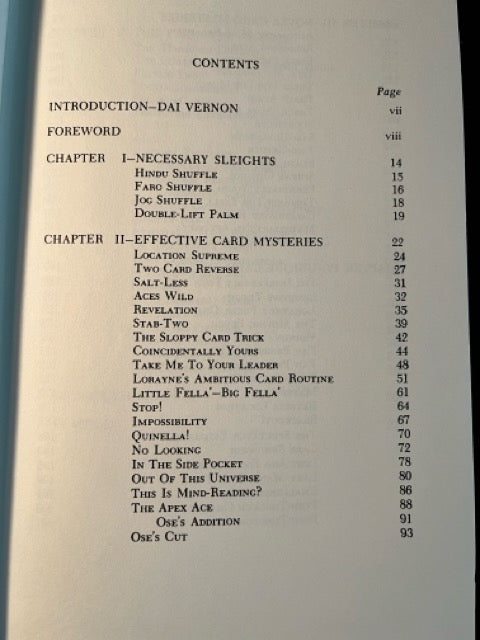 CONTENTS
Page
INTRODUCTION—DAI VERNON vii
FOREWORD viii
CHAPTER I—NECESSARY SLEIGHTS 14
HINDU SHUFFLE 15
FARO SHUFFLE 16
JOG SHUFFLE 18
DOUBLE-LIFT PALM 19
CHAPTER II—EFFECTIVE CARD MYSTERIES 22
LOCATION SUPREME 24
TWO CARD REVERSE 27
SALT-LESS 31
ACES WILD 32
REVELATION 35
STAB-TWO 39
THE SLOPPY CARD TRICK 42
COINCIDENTALLY YOURS 44
TAKE ME TO YOUR LEADER 48
LORAYNE'S AMBITIOUS CARD ROUTINE 51
LITTLE FELLA'—BIG FELLA' 61
STOP! 64
IMPOSSIBILITY 67
QUINELLA! 70
NO LOOKING 72
IN THE SIDE POCKET 78
OUT OF THIS UNIVERSE 80
THIS IS MIND-READING? 86
THE APEX ACE 88
OSE'S ADDITION 91
OSE'S CUT 93